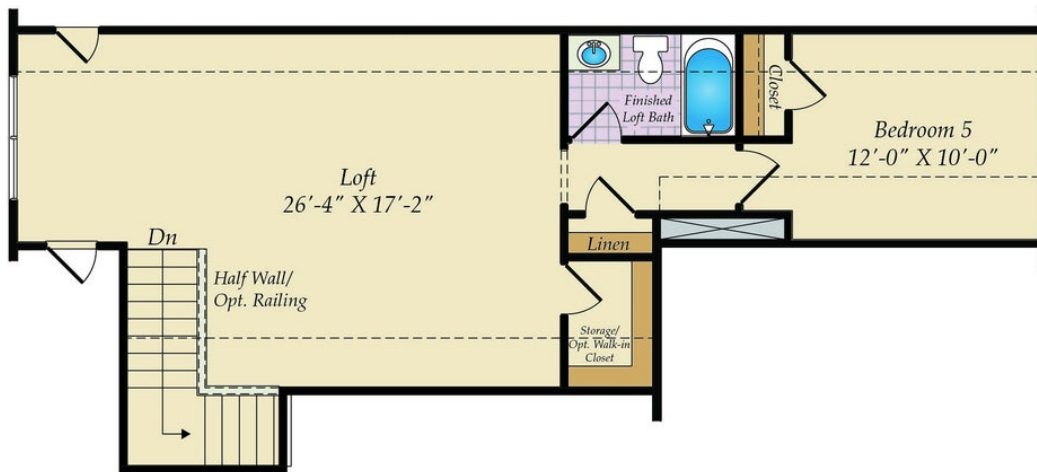 Finished
Loft Bath
Closet
Bedroom 5
12'-0" X 10'-0"
Loft
26'-4" X 17'-2"
Dn
Half Wall/
Opt. Railing
Linen
Storage/
Opt. Walk-in
Closet